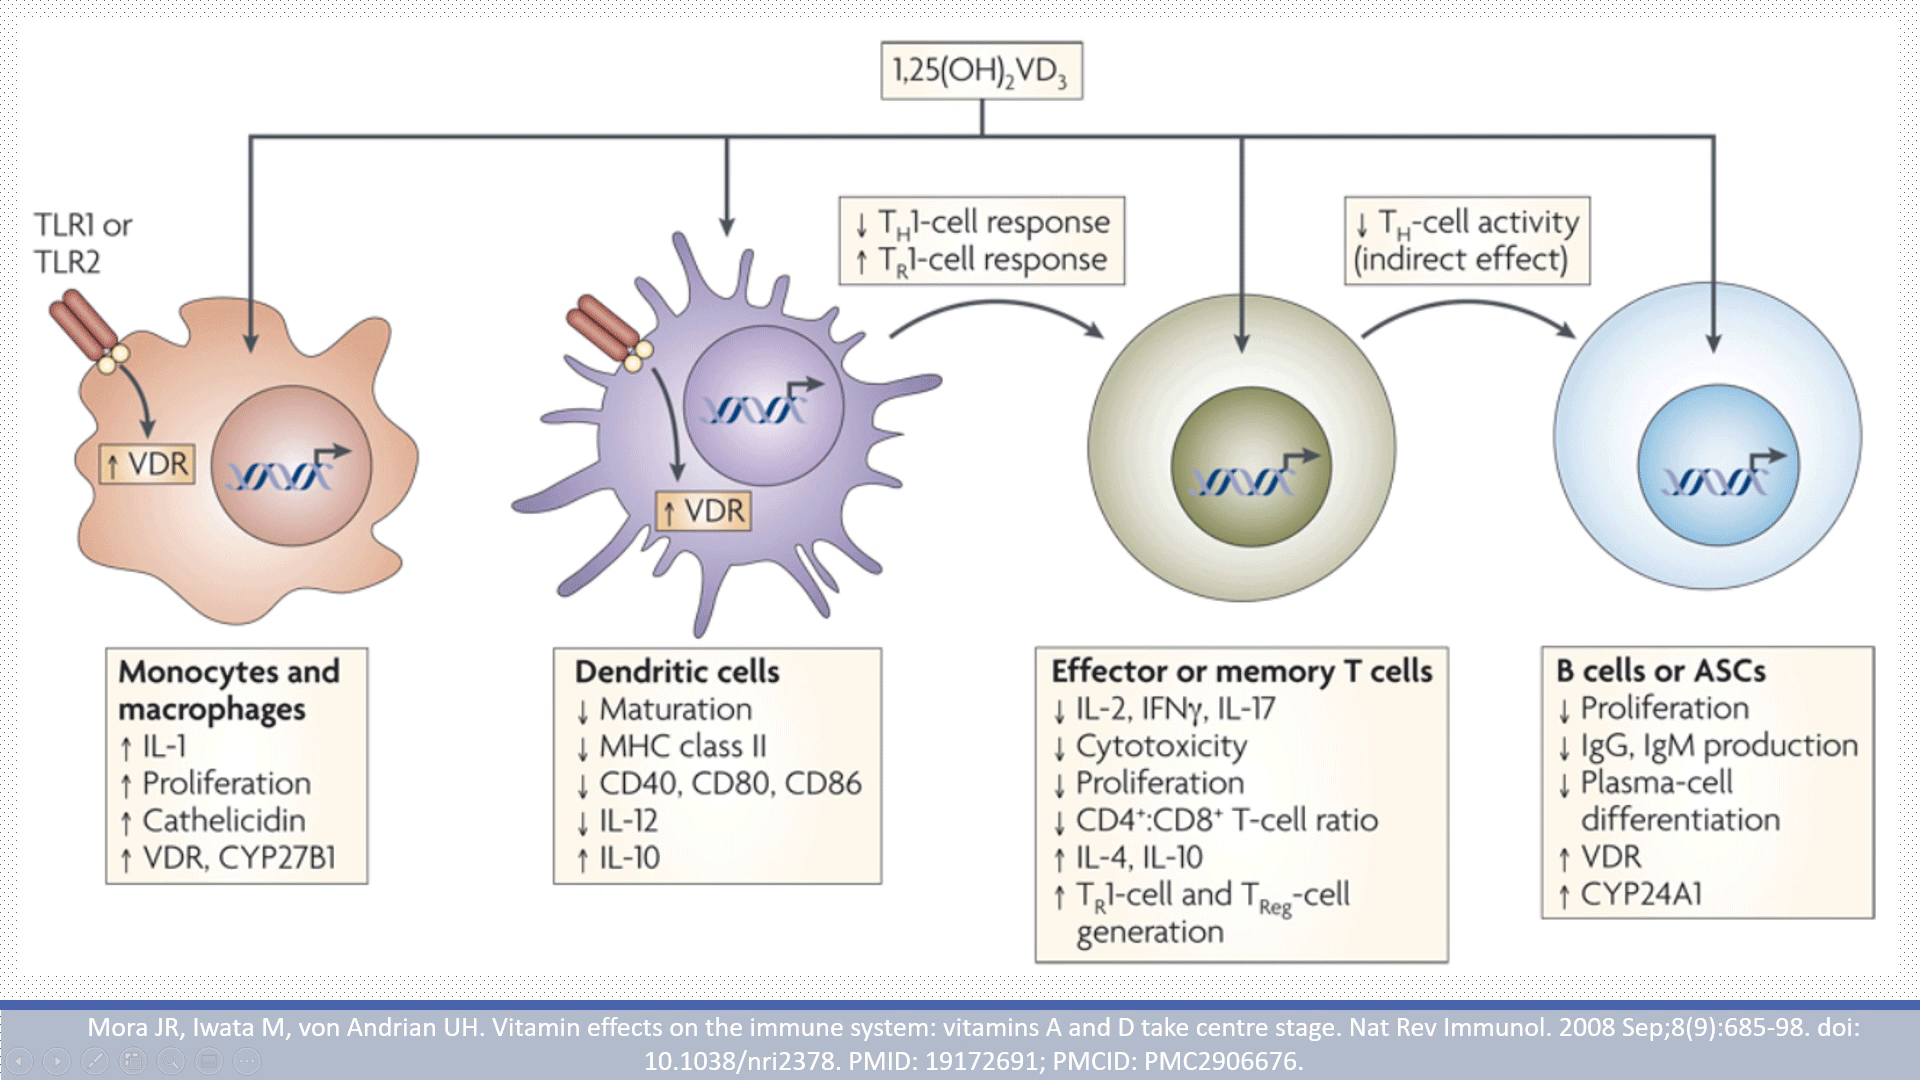 1,25(OH)₂VD₃
TLR1 or
TLR2
↓ T_H1-cell response
↑ T_R1-cell response
↓ T_H-cell activity
(indirect effect)
↑ VDR
↑ VDR
Monocytes and
macrophages
↑ IL-1
↑ Proliferation
↑ Cathelicidin
↑ VDR, CYP27B1
Dendritic cells
↓ Maturation
↓ MHC class II
↓ CD40, CD80, CD86
↓ IL-12
↑ IL-10
Effector or memory T cells
↓ IL-2, IFNγ, IL-17
↓ Cytotoxicity
↓ Proliferation
↓ CD4⁺:CD8⁺ T-cell ratio
↑ IL-4, IL-10
↑ T_R1-cell and T_Reg-cell
generation
B cells or ASCs
↓ Proliferation
↓ IgG, IgM production
↓ Plasma-cell
differentiation
↑ VDR
↑ CYP24A1
Mora JR, Iwata M, von Andrian UH. Vitamin effects on the immune system: vitamins A and D take centre stage. Nat Rev Immunol. 2008 Sep;8(9):685-98. doi:
10.1038/nri2378. PMID: 19172691; PMCID: PMC2906676.